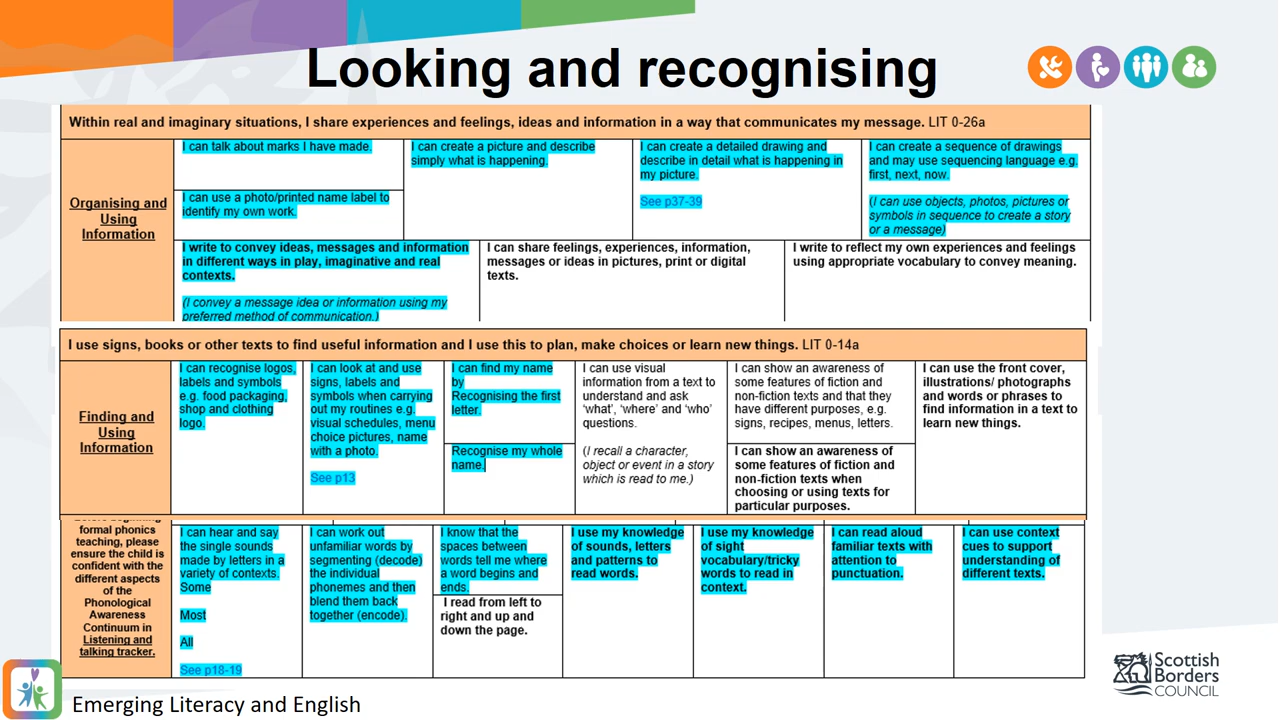 Looking and recognising
Within real and imaginary situations, I share experiences and feelings, ideas and information in a way that communicates my message. LIT 0-26a
Organising and
Using
Information
I can talk about marks I have made.
I can use a photo/printed name label to
identify my own work.
I can create a picture and describe
simply what is happening.
I can create a detailed drawing and
describe in detail what is happening in
my picture.
See p37-39
I can create a sequence of drawings
and may use sequencing language e.g.
first, next, now.
(I can use objects, photos, pictures or
symbols in sequence to create a story
or a message)
I write to convey ideas, messages and information
in different ways in play, imaginative and real
contexts.
(I convey a message idea or information using my
preferred method of communication.)
I can share feelings, experiences, information,
messages or ideas in pictures, print or digital
texts.
I write to reflect my own experiences and feelings
using appropriate vocabulary to convey meaning.
I use signs, books or other texts to find useful information and I use this to plan, make choices or learn new things. LIT 0-14a
Finding and
Using
Information
I can recognise logos,
labels and symbols
e.g. food packaging,
shop and clothing
logo.
I can look at and use
signs, labels and
symbols when carrying
out my routines e.g.
visual schedules, menu
choice pictures, name
with a photo.
See p13
I can find my name
by
Recognising the first
letter.
Recognise my whole
name.
I can use visual
information from a text to
understand and ask
'what', 'where' and 'who'
questions.
(I recall a character,
object or event in a story
which is read to me.)
I can show an awareness of
some features of fiction and
non-fiction texts and that they
have different purposes, e.g.
signs, recipes, menus, letters.
I can show an awareness of
some features of fiction and
non-fiction texts when
choosing or using texts for
particular purposes.
I can use the front cover,
illustrations/ photographs
and words or phrases to
find information in a text to
learn new things.
formal phonics
teaching, please
ensure the child is
confident with the
different aspects
of the
Phonological
Awareness
Continuum in
Listening and
talking tracker.
I can hear and say
the single sounds
made by letters in a
variety of contexts.
Some
Most
All
See p18-19
I can work out
unfamiliar words by
segmenting (decode)
the individual
phonemes and then
blend them back
together (encode).
I know that the
spaces between
words tell me where
a word begins and
ends.
I read from left to
right and up and
down the page.
I use my knowledge
of sounds, letters
and patterns to
read words.
I use my knowledge
of sight
vocabulary/tricky
words to read in
context.
I can read aloud
familiar texts with
attention to
punctuation.
I can use context
cues to support
understanding of
different texts.
Emerging Literacy and English
Scottish
Borders
COUNCIL